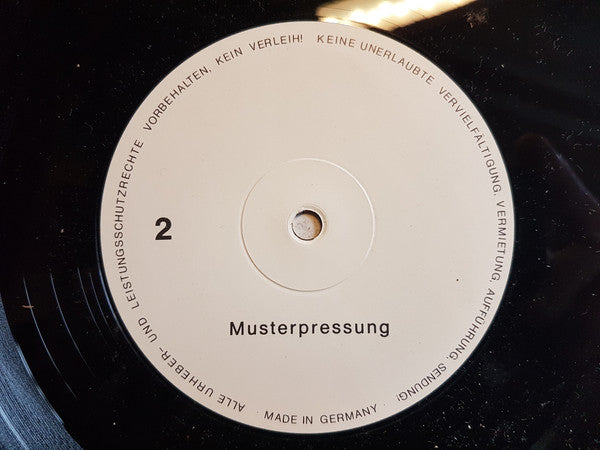 ALLE URHEBER- UND LEISTUNGSSCHUTZRECHTE VORBEHALTEN, KEIN VERLEIH! KEINE UNERLAUBTE VERVIELFÄLTIGUNG, VERMIETUNG, AUFFÜHRUNG, SENDUNG!
2
Musterpressung
MADE IN GERMANY